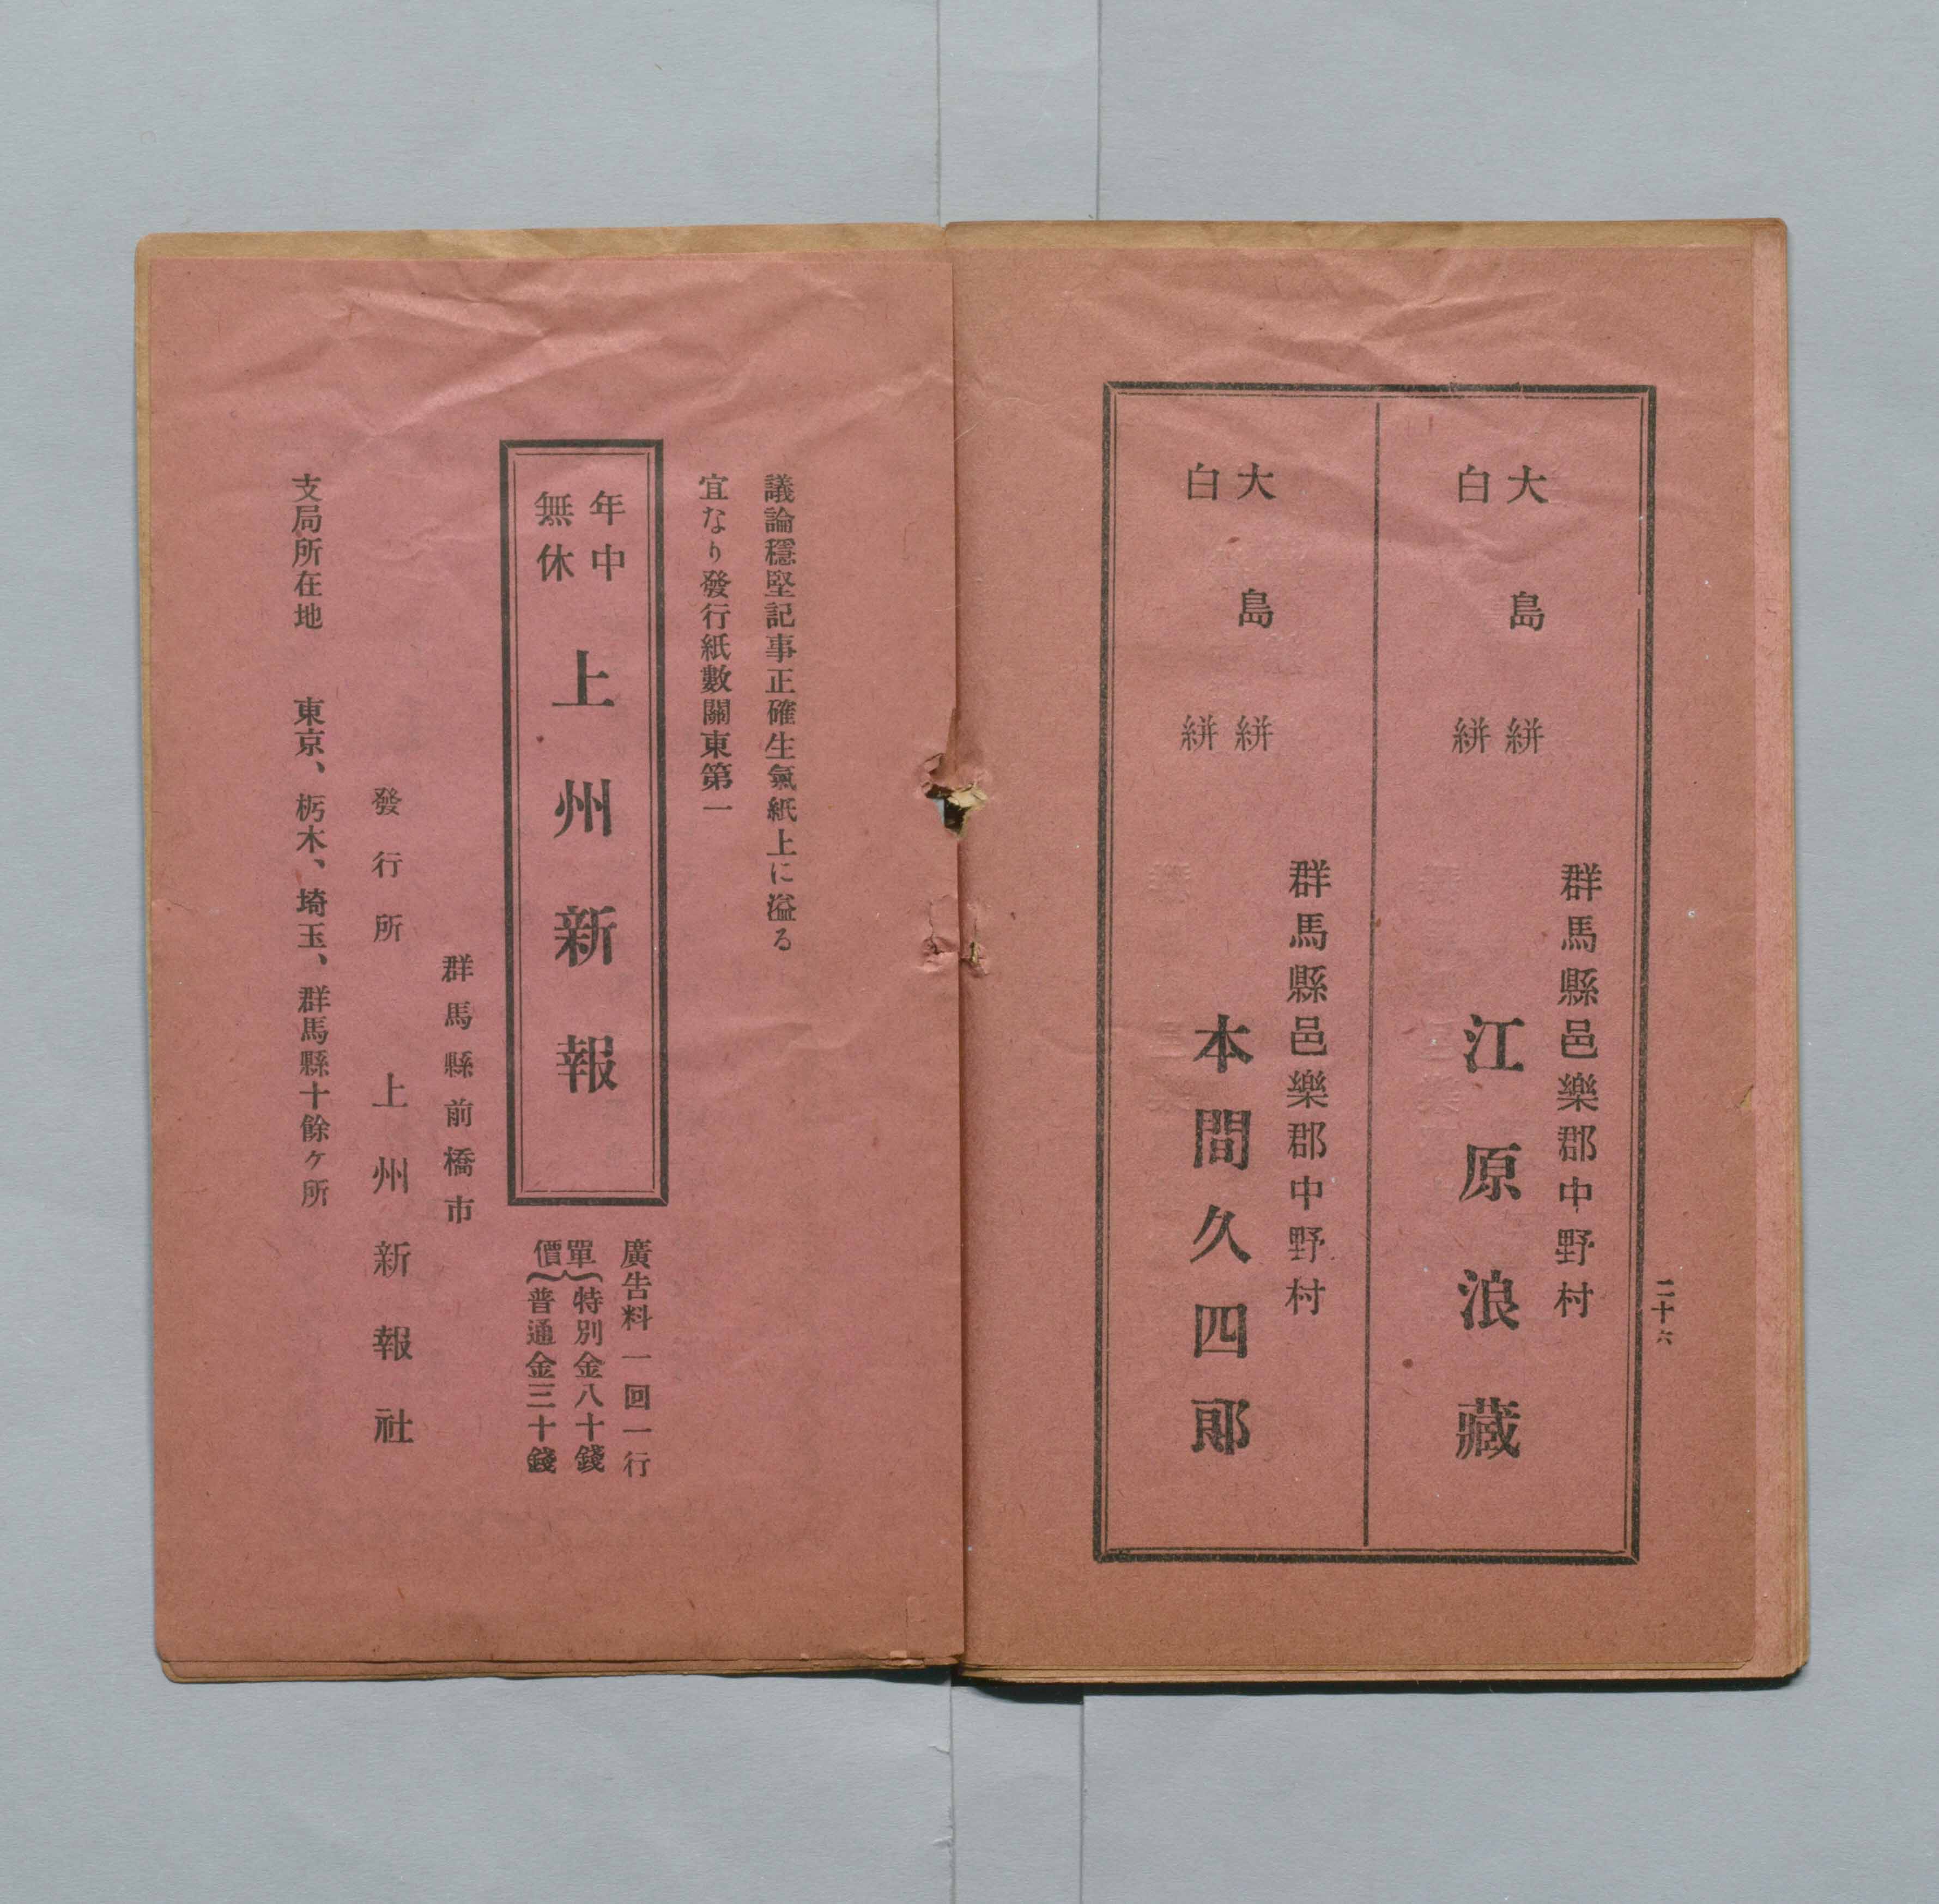 二十六
群馬縣邑樂郡中野村
大島絣
白絣
江原浪藏
群馬縣邑樂郡中野村
大島絣
白絣
本間久四郎
議論穩堅記事正確生氣紙上に溢る
宜なり發行紙數關東第一
年中
無休
上州新報
廣告料一回一行
單價
特別金八十錢
普通金三十錢
群馬縣前橋市
發行所 上州新報社
支局所在地 東京、栃木、埼玉、群馬縣十餘ヶ所